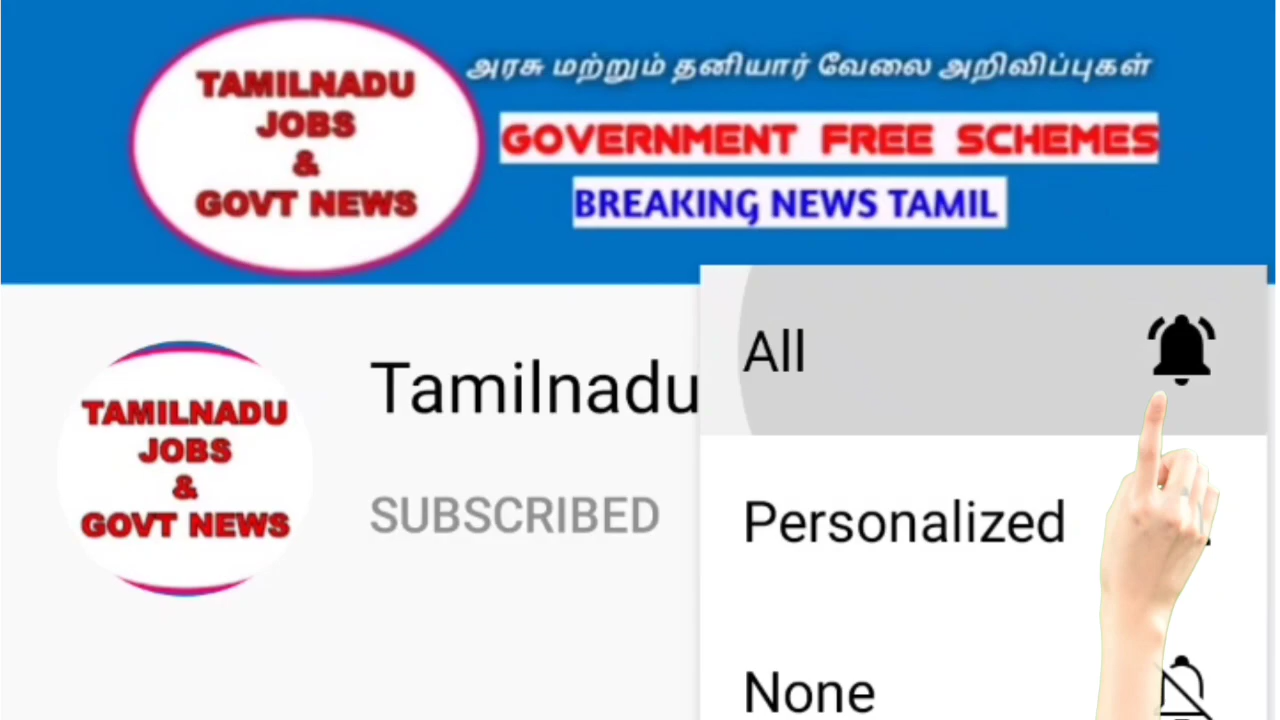 TAMILNADU
JOBS
&
GOVT NEWS
அரசு மற்றும் தனியார் வேலை அறிவிப்புகள்
GOVERNMENT FREE SCHEMES
BREAKING NEWS TAMIL
TAMILNADU
JOBS
&
GOVT NEWS
Tamilnadu
SUBSCRIBED
All
Personalized
None